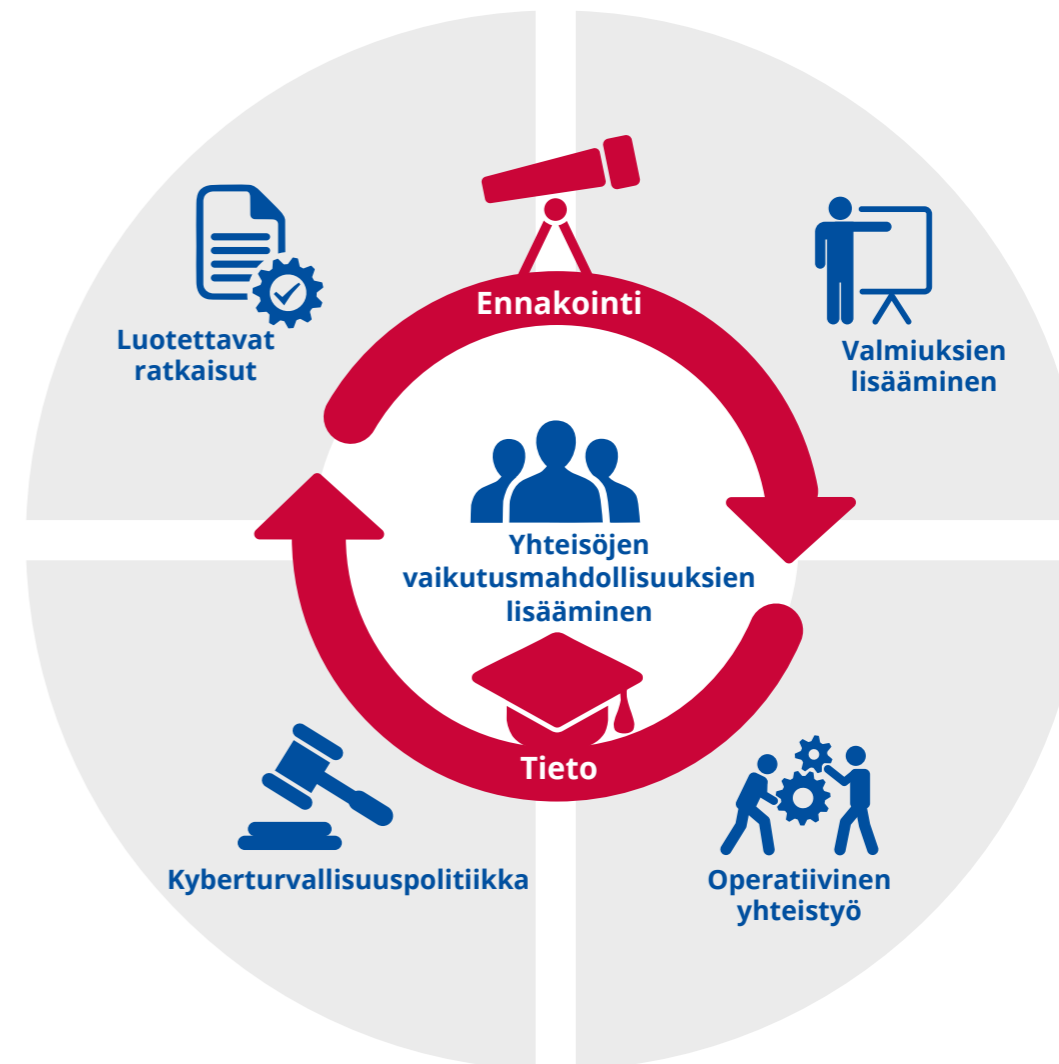 Ennakointi
Luotettavat
ratkaisut
Valmiuksien
lisääminen
Yhteisöjen
vaikutusmahdollisuuksien
lisääminen
Tieto
Kyberturvallisuuspolitiikka
Operatiivinen
yhteistyö